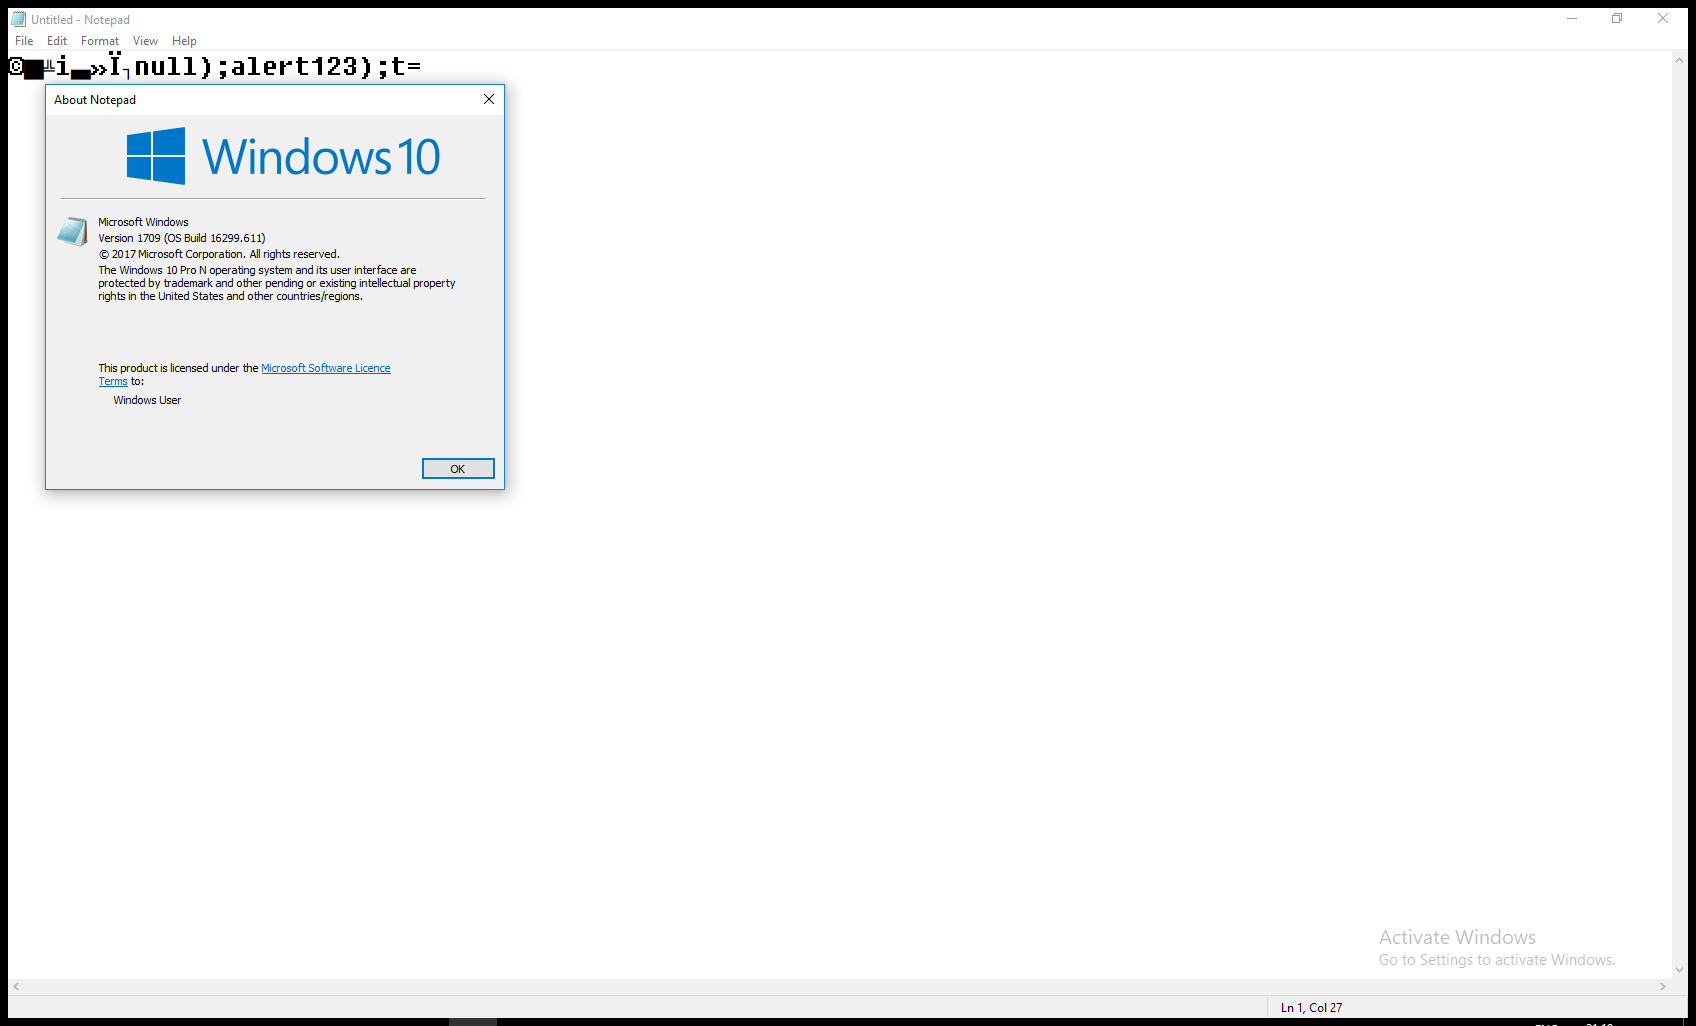 Untitled - Notepad
File Edit Format View Help
©■╩i▂»Ï┐null);alert123);t=
About Notepad
Windows 10
Microsoft Windows
Version 1709 (OS Build 16299.611)
© 2017 Microsoft Corporation. All rights reserved.
The Windows 10 Pro N operating system and its user interface are
protected by trademark and other pending or existing intellectual property
rights in the United States and other countries/regions.
This product is licensed under the Microsoft Software Licence
Terms to:
Windows User
OK
Activate Windows
Go to Settings to activate Windows.
Ln 1, Col 27